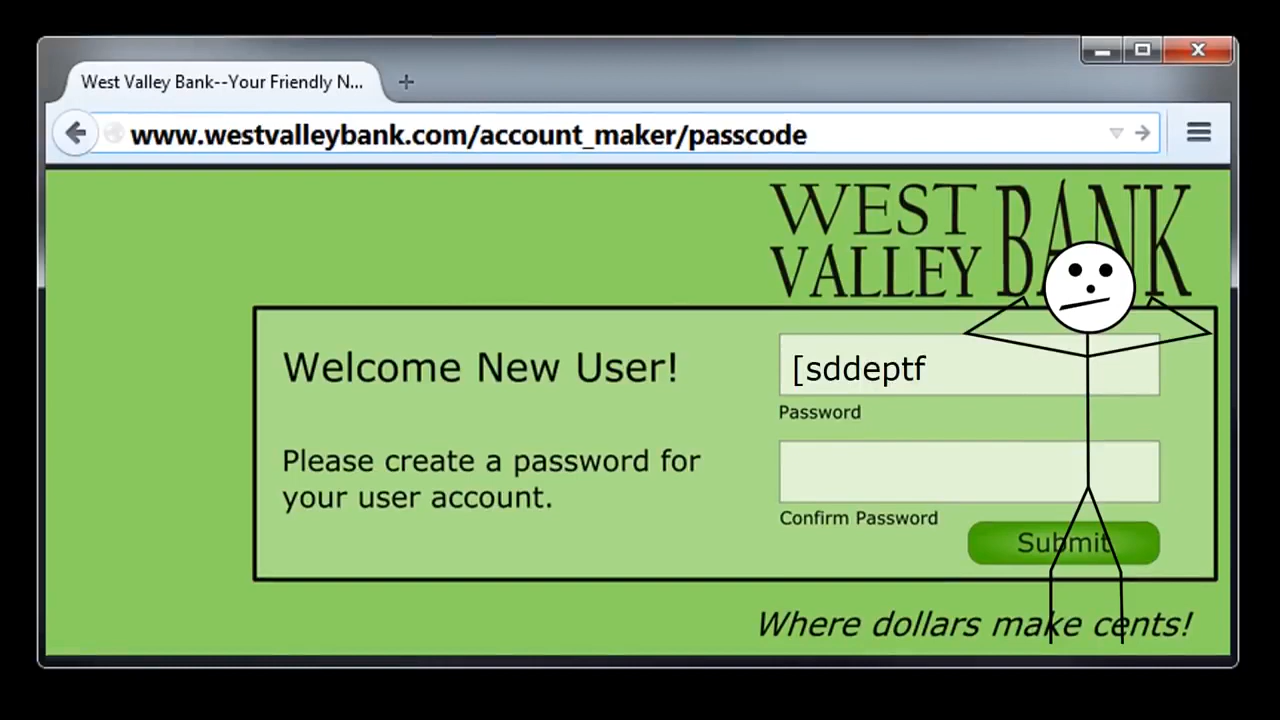 West Valley Bank--Your Friendly N...
www.westvalleybank.com/account_maker/passcode
WEST VALLEY BANK
Welcome New User!
[sddeptf
Password
Please create a password for
your user account.
Confirm Password
Submit
Where dollars make cents!